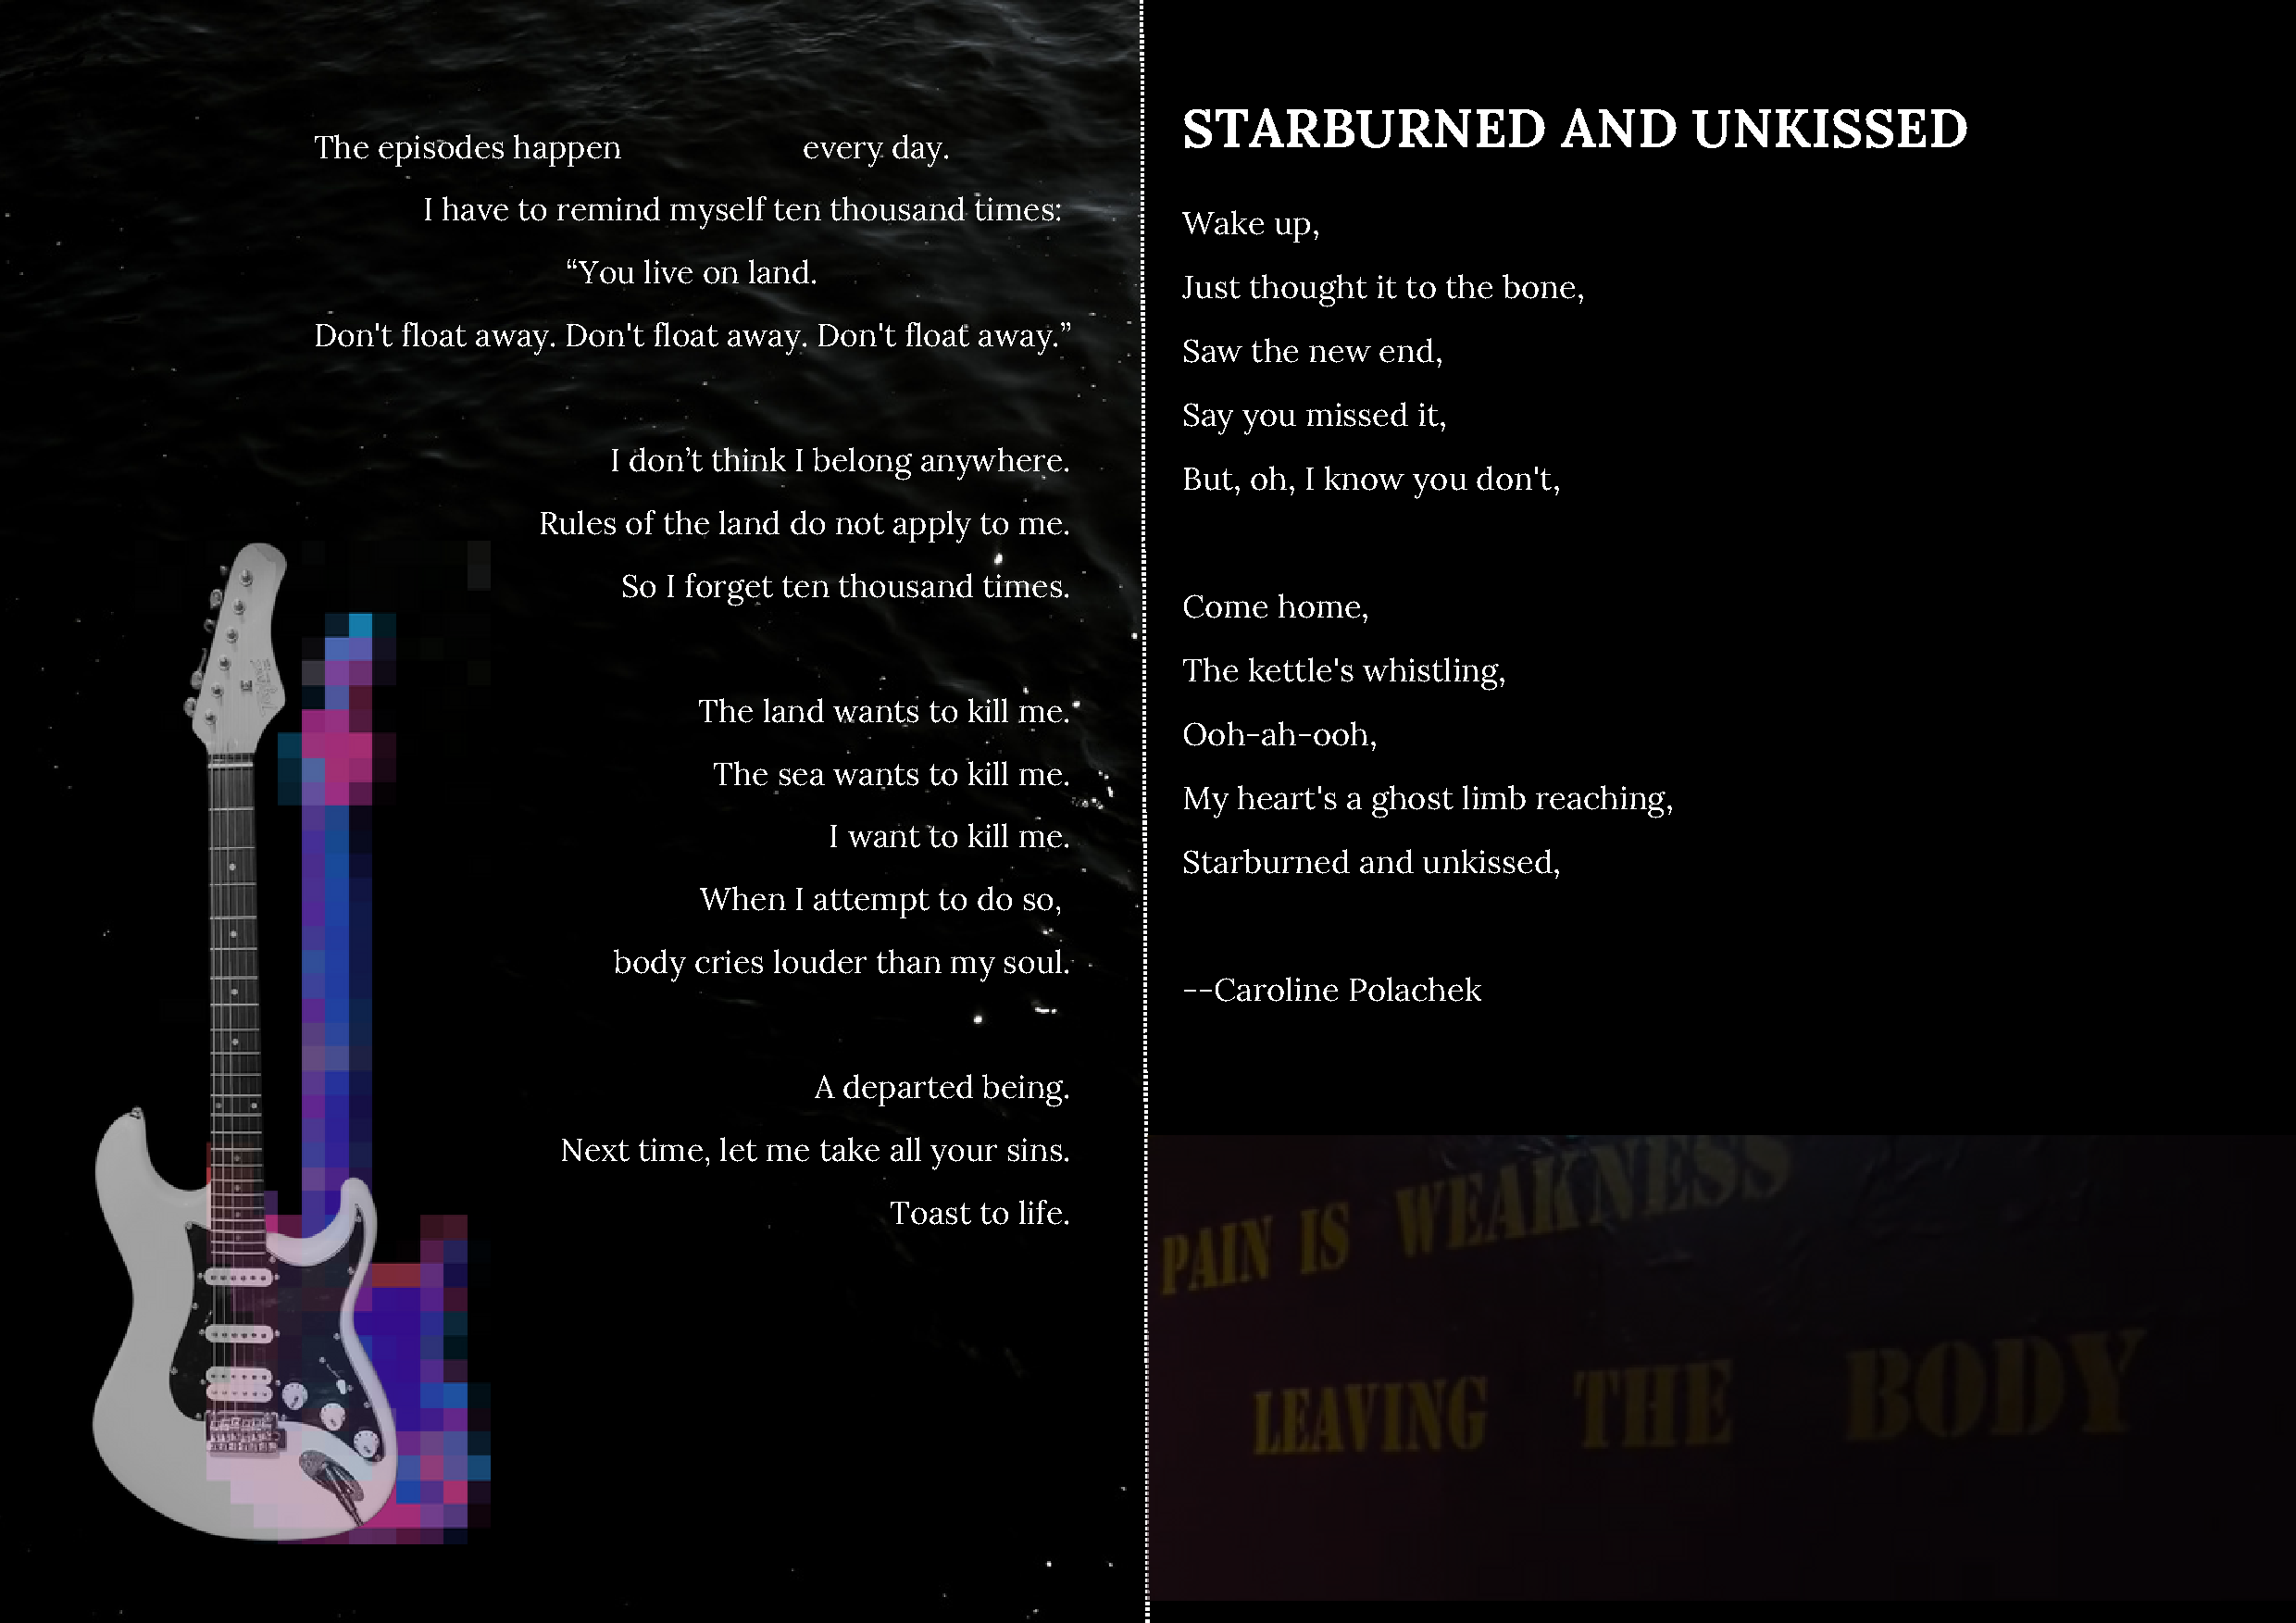 The episodes happen every day.
I have to remind myself ten thousand times:
“You live on land.
Don't float away. Don't float away. Don't float away.”
I don’t think I belong anywhere.
Rules of the land do not apply to me.
So I forget ten thousand times.
The land wants to kill me.
The sea wants to kill me.
I want to kill me.
When I attempt to do so,
body cries louder than my soul.
A departed being.
Next time, let me take all your sins.
Toast to life.
STARBURNED AND UNKISSED
Wake up,
Just thought it to the bone,
Saw the new end,
Say you missed it,
But, oh, I know you don't,
Come home,
The kettle's whistling,
Ooh-ah-ooh,
My heart's a ghost limb reaching,
Starburned and unkissed,
--Caroline Polachek
PAIN IS WEAKNESS
LEAVING THE BODY